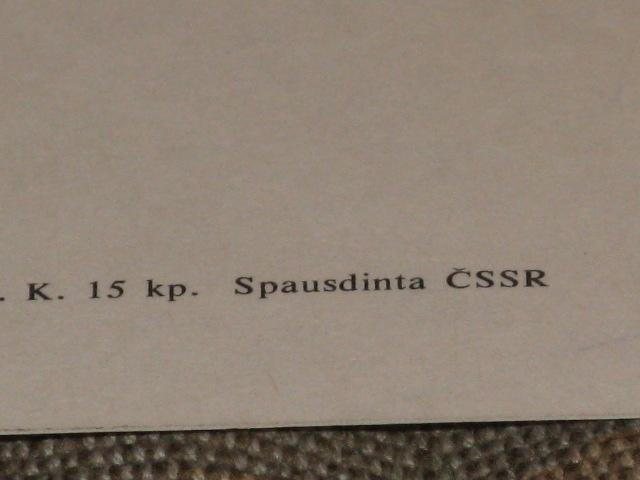 . K. 15 kp. Spausdinta ČSSR